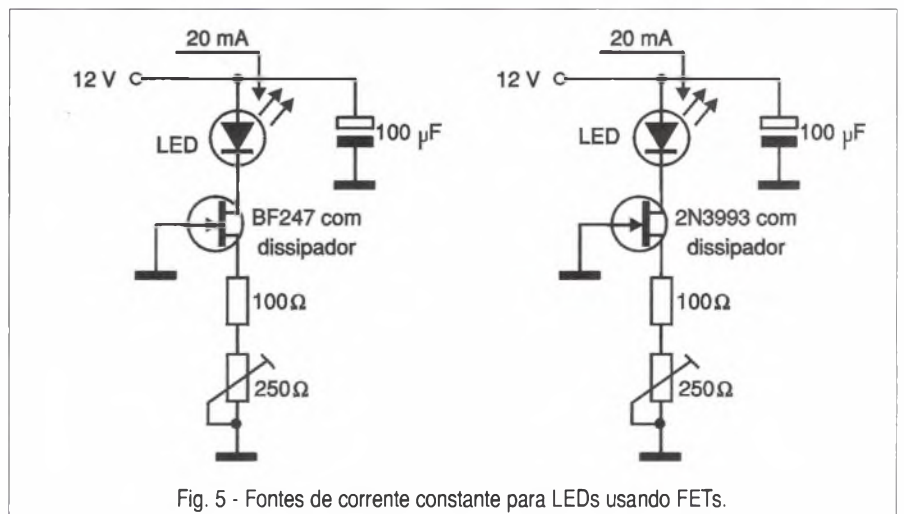 20 mA
12 V
LED
100 µF
BF247 com
dissipador
100Ω
250Ω
20 mA
12 V
LED
100 µF
2N3993 com
dissipador
100Ω
250Ω
Fig. 5 - Fontes de corrente constante para LEDs usando FETs.